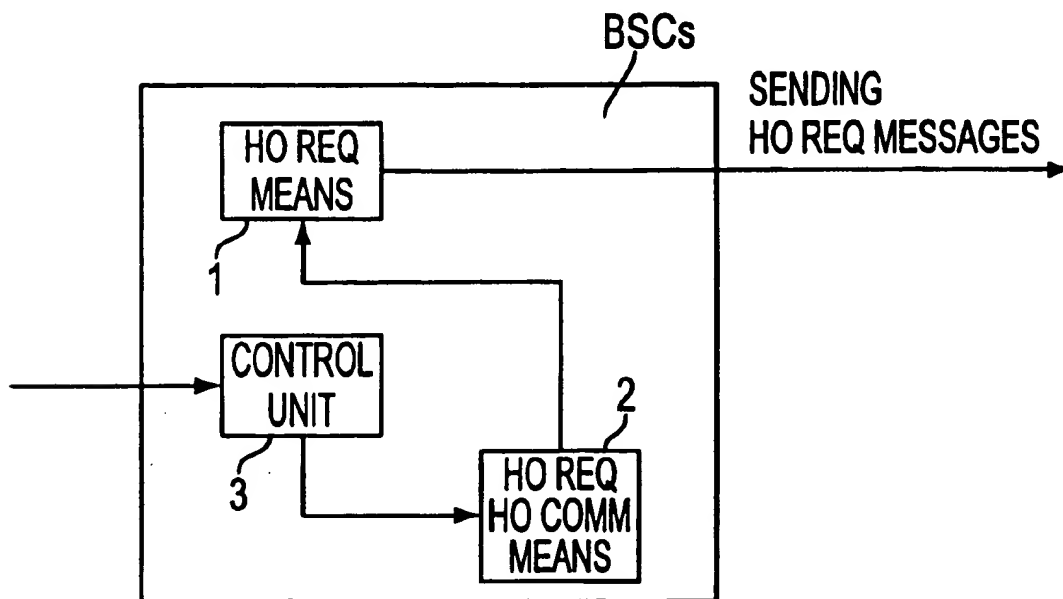 BSCs
SENDING
HO REQ MESSAGES
HO REQ
MEANS
1
CONTROL
UNIT
3
2
HO REQ
HO COMM
MEANS